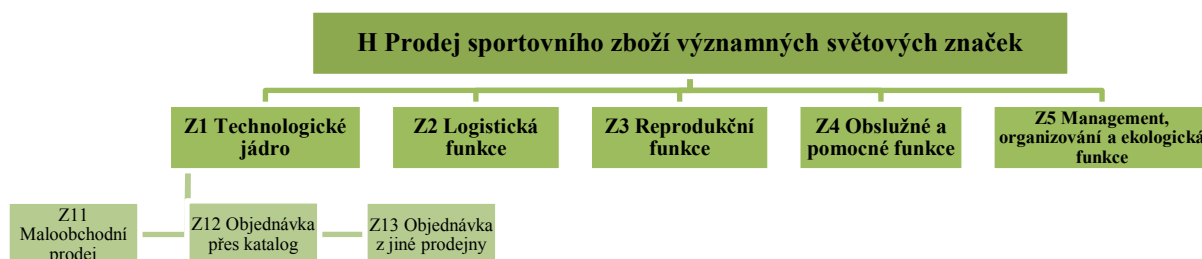 H Prodej sportovního zboží významných světových značek
Z1 Technologické
jádro
Z2 Logistická
funkce
Z3 Reprodukční
funkce
Z4 Obslužné a
pomocné funkce
Z5 Management,
organizování a ekologická
funkce
Z11
Maloobchodní
prodej
Z12 Objednávka
přes katalog
Z13 Objednávka
z jiné prodejny